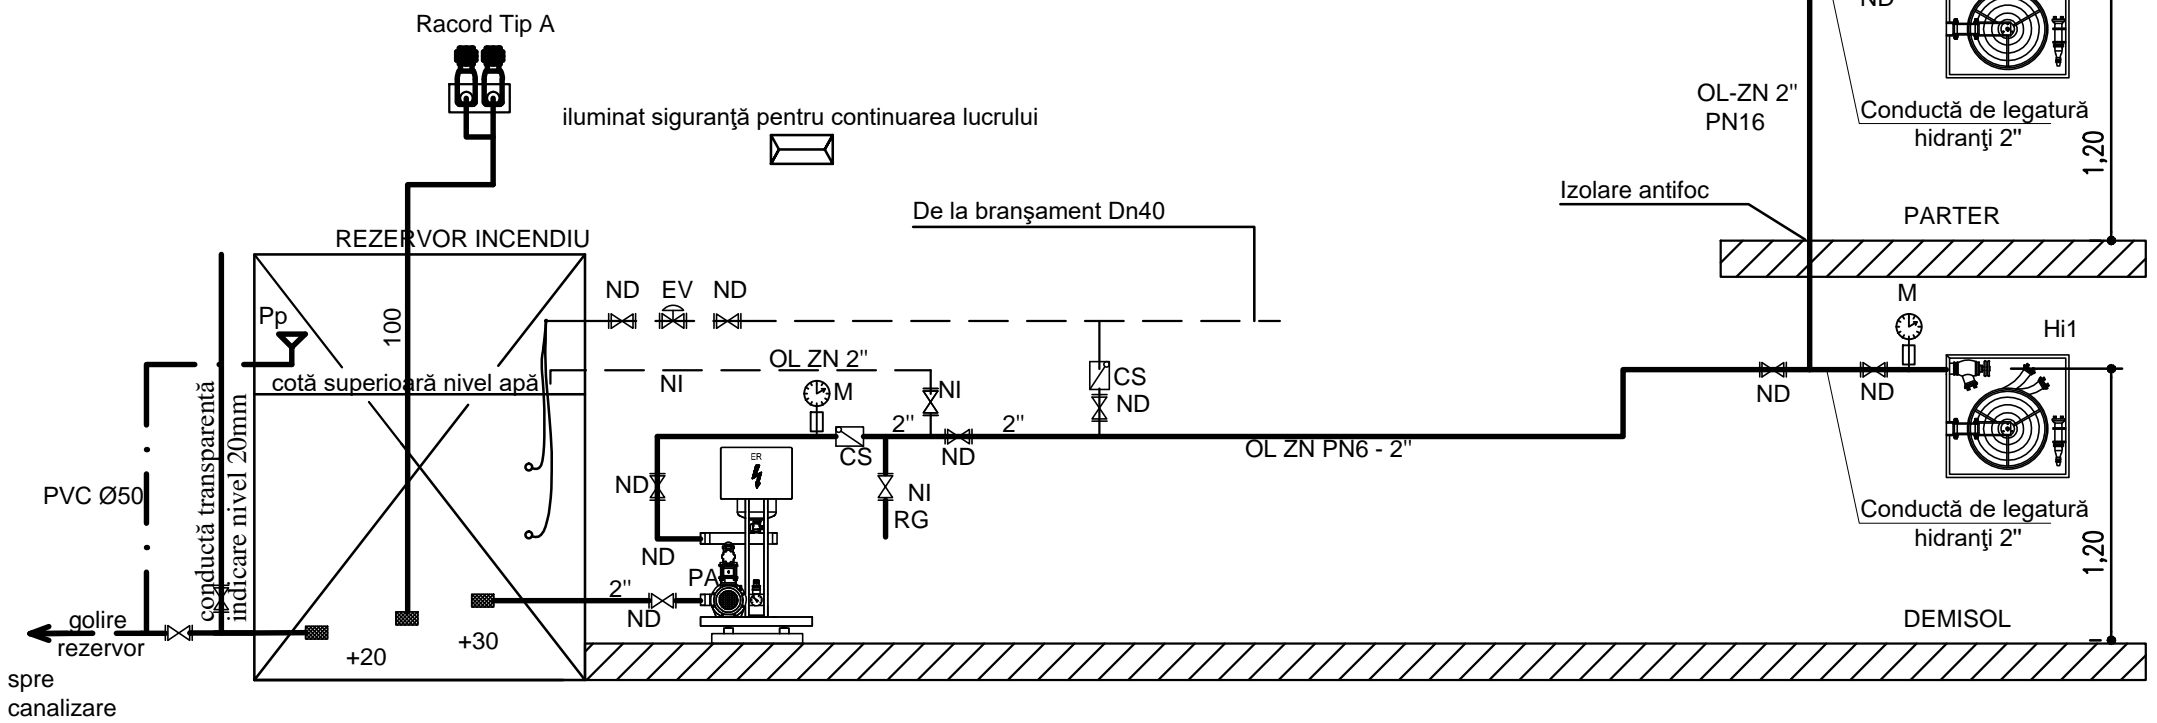 Racord Tip A
ND
iluminat siguranţă pentru continuarea lucrului
OL-ZN 2"
PN16
Conductă de legatură
hidranţi 2"
1,20
Izolare antifoc
De la branşament Dn40
PARTER
REZERVOR INCENDIU
ND EV ND
M
Pp
100
Hi1
OL ZN 2"
cotă superioară nivel apă
NI
M
NI
CS
ND
ND
ND
2"
2"
CS
ND
OL ZN PN6 - 2"
ER
ND
NI
RG
PVC Ø50
conductă transparentă
indicare nivel 20mm
Conductă de legatură
hidranţi 2"
1,20
ND
PA
2"
ND
golire
rezervor
+20
+30
DEMISOL
spre
canalizare